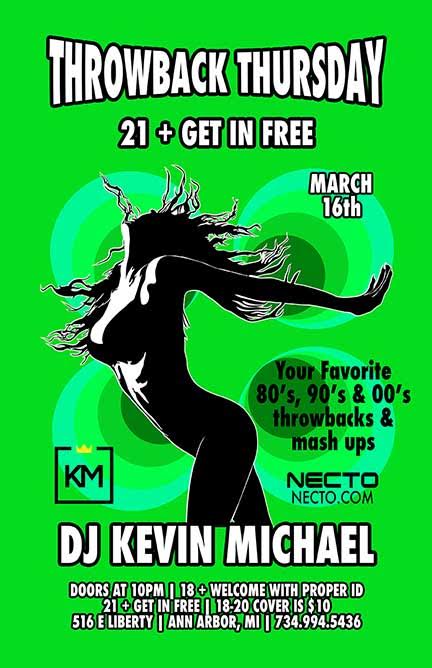 THROWBACK THURSDAY
21 + GET IN FREE
MARCH
16th
Your Favorite
80's, 90's & 00's
throwbacks &
mash ups
KM
NECTO
NECTO.COM
DJ KEVIN MICHAEL
DOORS AT 10PM | 18 + WELCOME WITH PROPER ID
21 + GET IN FREE | 18-20 COVER IS $10
516 E LIBERTY | ANN ARBOR, MI | 734.994.5436